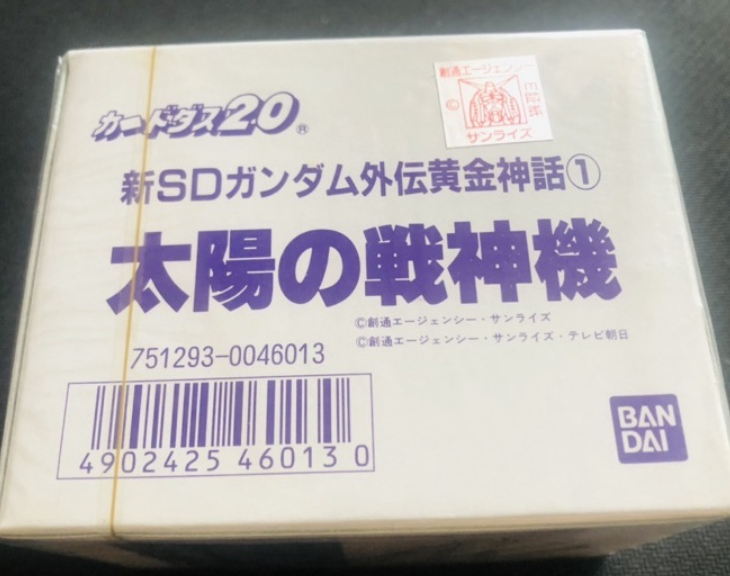 創通エージェンシー
©
サンライズ
カードダス20®
新SDガンダム外伝黄金神話①
太陽の戦神機
©創通エージェンシー・サンライズ
©創通エージェンシー・サンライズ・テレビ朝日
751293-0046013
4902425 460130
BAN
DAI